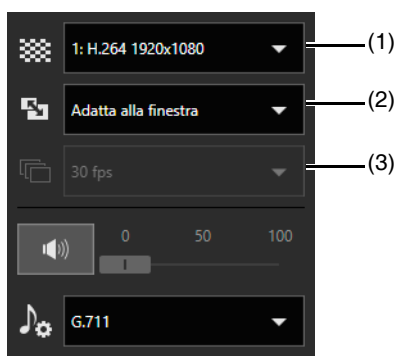 1: H.264 1920x1080 (1)
Adatta alla finestra (2)
30 fps (3)
0 50 100
G.711